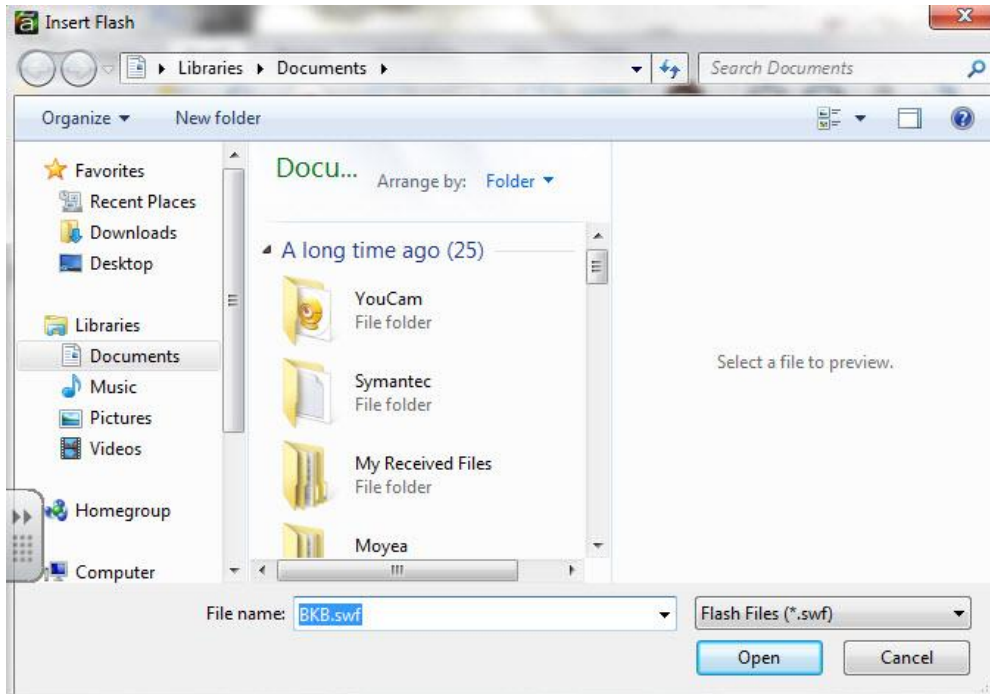 Insert Flash
Libraries Documents
Search Documents
Organize New folder
Favorites
Recent Places
Downloads
Desktop
Libraries
Documents
Music
Pictures
Videos
Homegroup
Computer
Docu... Arrange by: Folder
A long time ago (25)
YouCam
File folder
Symantec
File folder
My Received Files
File folder
Moyea
Select a file to preview.
File name: BKB.swf Flash Files (*.swf)
Open Cancel